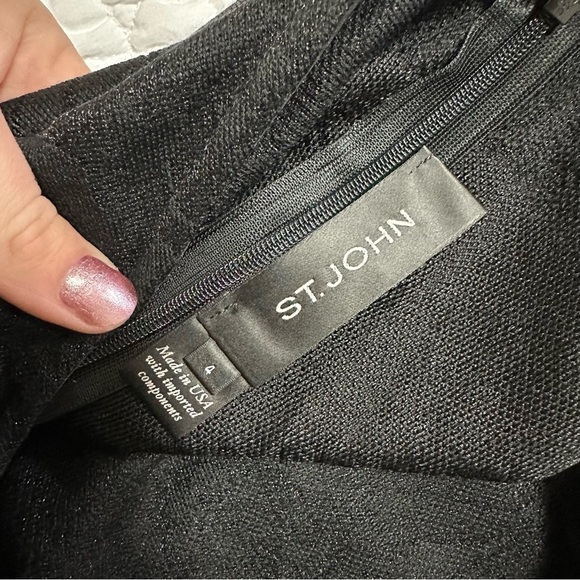 ST. JOHN
4
Made in USA
with imported
components